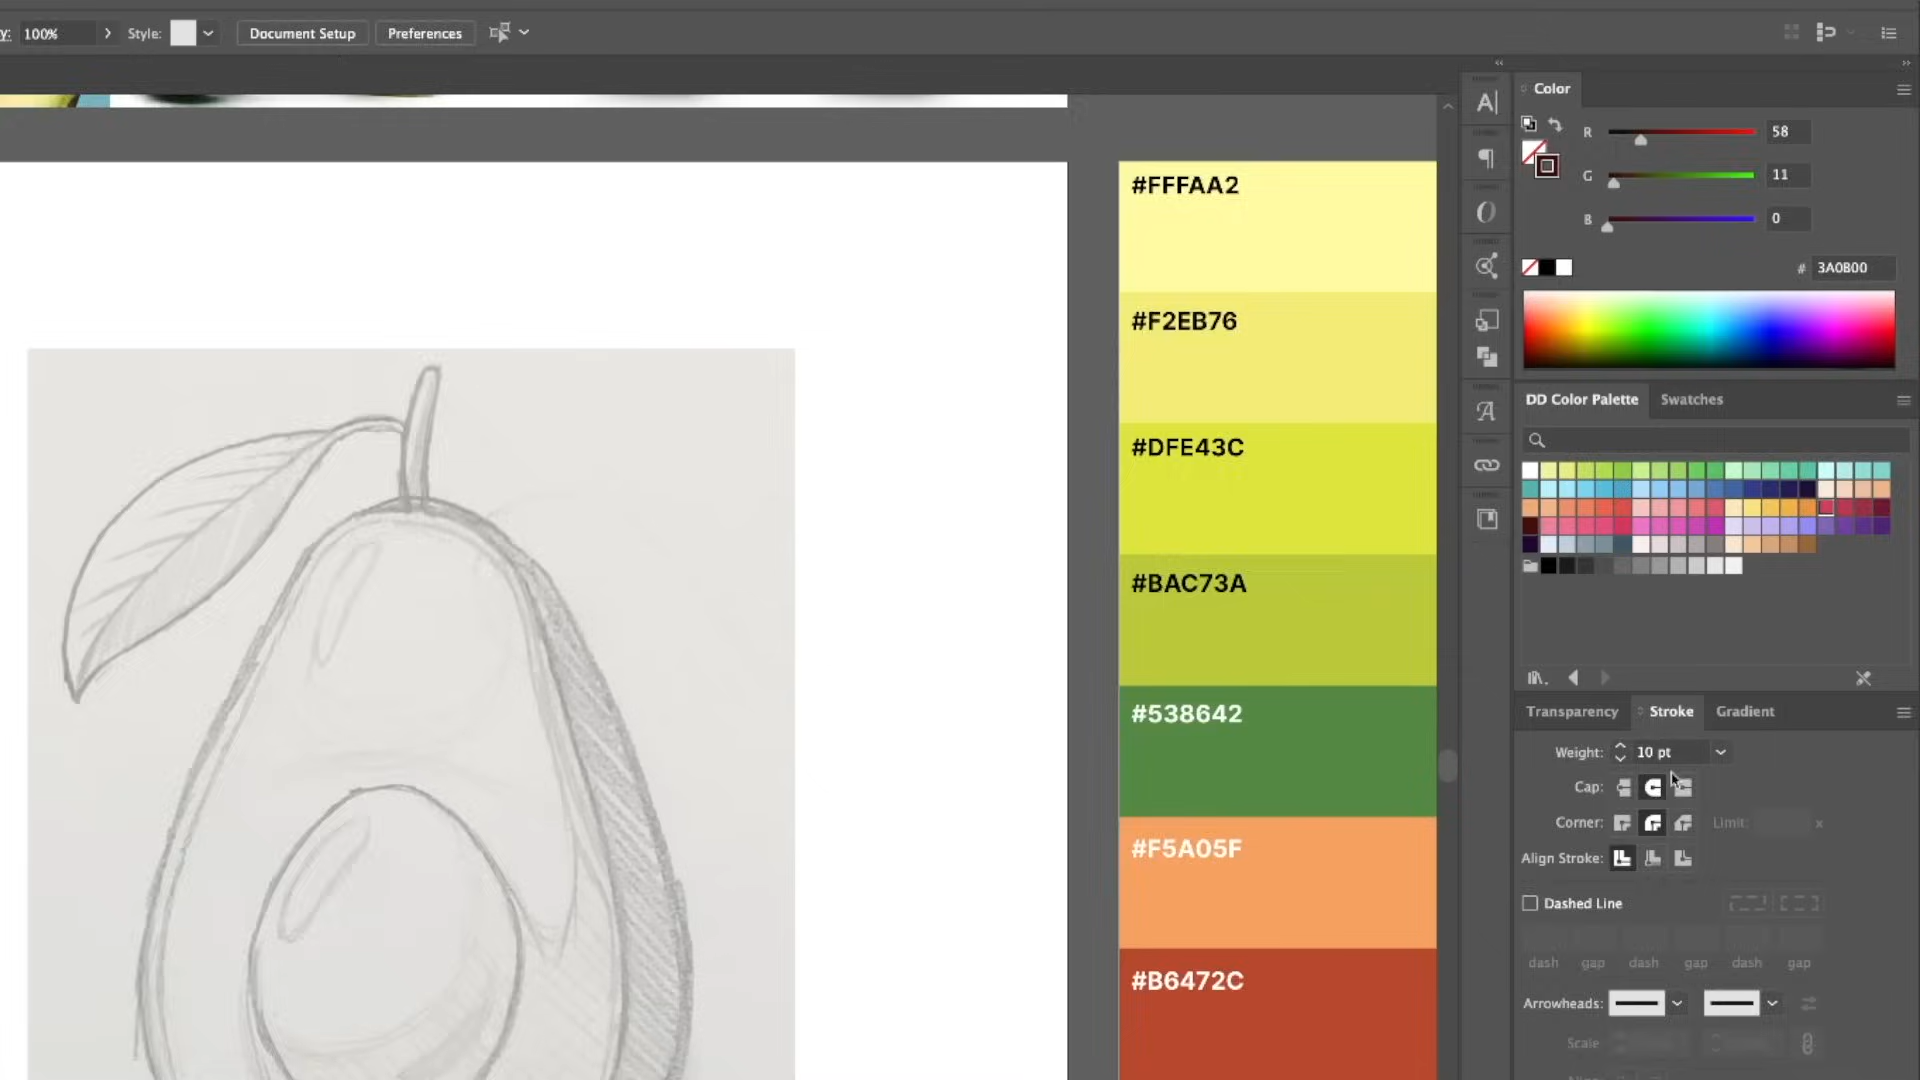 y: 100% Style: Document Setup Preferences
Color
R 58
G 11
B 0
# 3A0B00
#FFFAA2
#F2EB76
#DFE43C
#BAC73A
#538642
#F5A05F
#B6472C
DD Color Palette Swatches
Transparency Stroke Gradient
Weight: 10 pt
Cap:
Corner: Limit: x
Align Stroke:
Dashed Line
dash gap dash gap dash gap
Arrowheads:
Scale